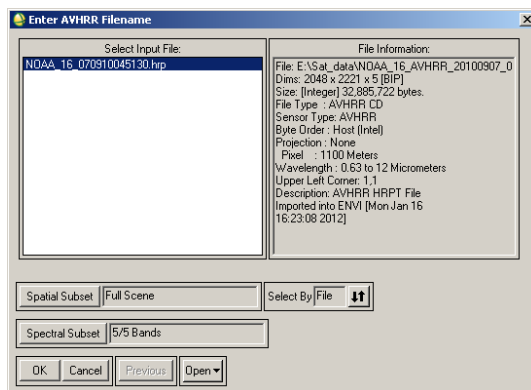 Enter AVHRR Filename
Select Input File:
NOAA_16_070910045130.hrp
File Information:
File: E:\Sat_data\NOAA_16_AVHRR_20100907_0
Dims: 2048 x 2221 x 5 [BIP]
Size: [Integer] 32,885,722 bytes.
File Type : AVHRR CD
Sensor Type: AVHRR
Byte Order : Host (Intel)
Projection : None
Pixel : 1100 Meters
Wavelength : 0.63 to 12 Micrometers
Upper Left Corner: 1,1
Description: AVHRR HRPT File
Imported into ENVI [Mon Jan 16
16:23:08 2012]
Spatial Subset Full Scene
Select By File
Spectral Subset 5/5 Bands
OK Cancel Previous Open